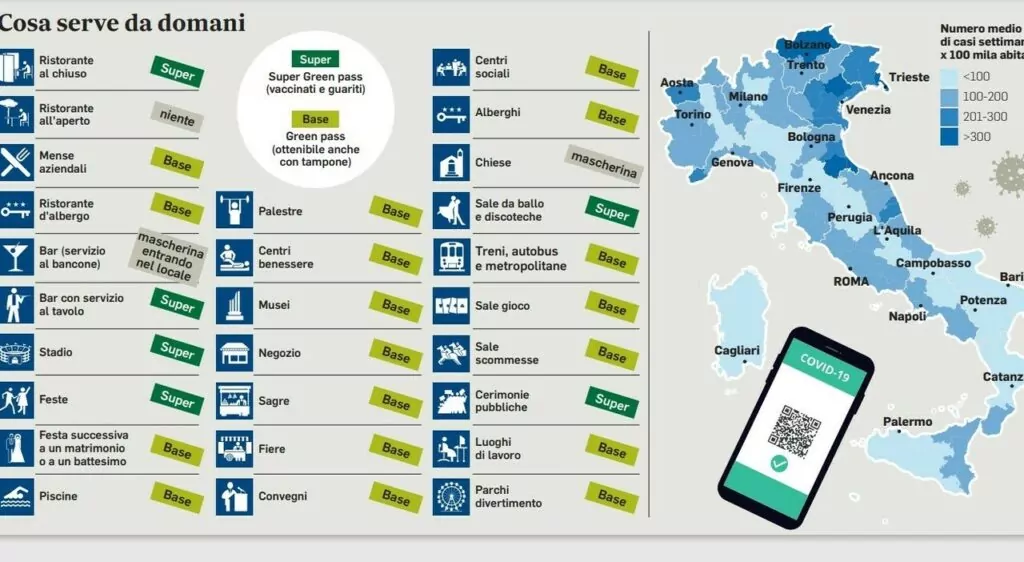 Cosa serve da domani
Ristorante
al chiuso
Super
Ristorante
all'aperto
niente
Mense
aziendali
Base
Ristorante
d'albergo
Base
Bar (servizio
al bancone)
mascherina
entrando
nel locale
Bar con servizio
al tavolo
Super
Stadio
Super
Feste
Super
Festa successiva
a un matrimonio
o a un battesimo
Base
Piscine
Base
Super
Super Green pass
(vaccinati e guariti)
Base
Green pass
(ottenibile anche
con tampone)
Palestre
Base
Centri
benessere
Base
Musei
Base
Negozio
Base
Sagre
Base
Fiere
Base
Convegni
Base
Centri
sociali
Base
Alberghi
Base
Chiese
mascherina
Sale da ballo
e discoteche
Super
Treni, autobus
e metropolitane
Base
Sale gioco
Base
Sale
scommesse
Base
Cerimonie
pubbliche
Super
Luoghi
di lavoro
Base
Parchi
divertimento
Base
Numero medio
di casi settimar
x 100 mila abita
<100
100-200
201-300
>300
Bolzano
Trento
Aosta
Milano
Trieste
Torino
Venezia
Bologna
Genova
Firenze
Ancona
Perugia
L'Aquila
ROMA
Campobasso
Bari
Napoli
Potenza
Cagliari
Catanz
Palermo
COVID-19